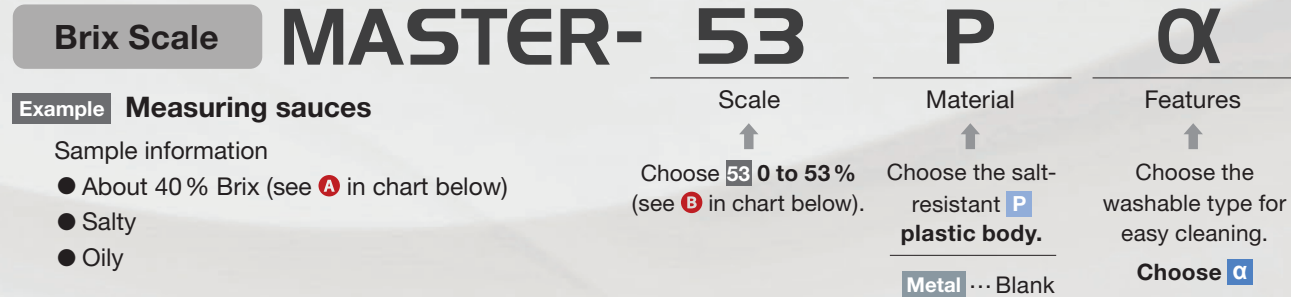 Brix Scale MASTER- 53 P α
Example Measuring sauces
Sample information
● About 40 % Brix (see A in chart below)
● Salty
● Oily
Scale
Choose 53 0 to 53 %
(see B in chart below).
Material
Choose the salt-
resistant P
plastic body.
Metal ··· Blank
Features
Choose the
washable type for
easy cleaning.
Choose α